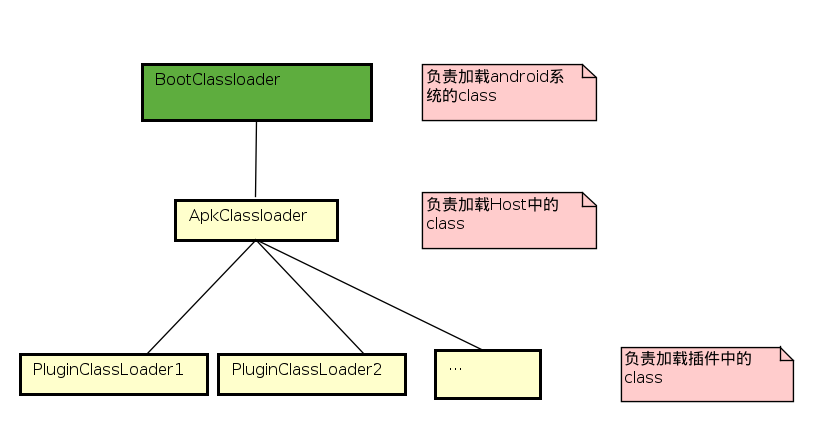 BootClassloader
负责加载android系
统的class
ApkClassloader
负责加载Host中的
class
PluginClassLoader1
PluginClassLoader2
...
负责加载插件中的
class